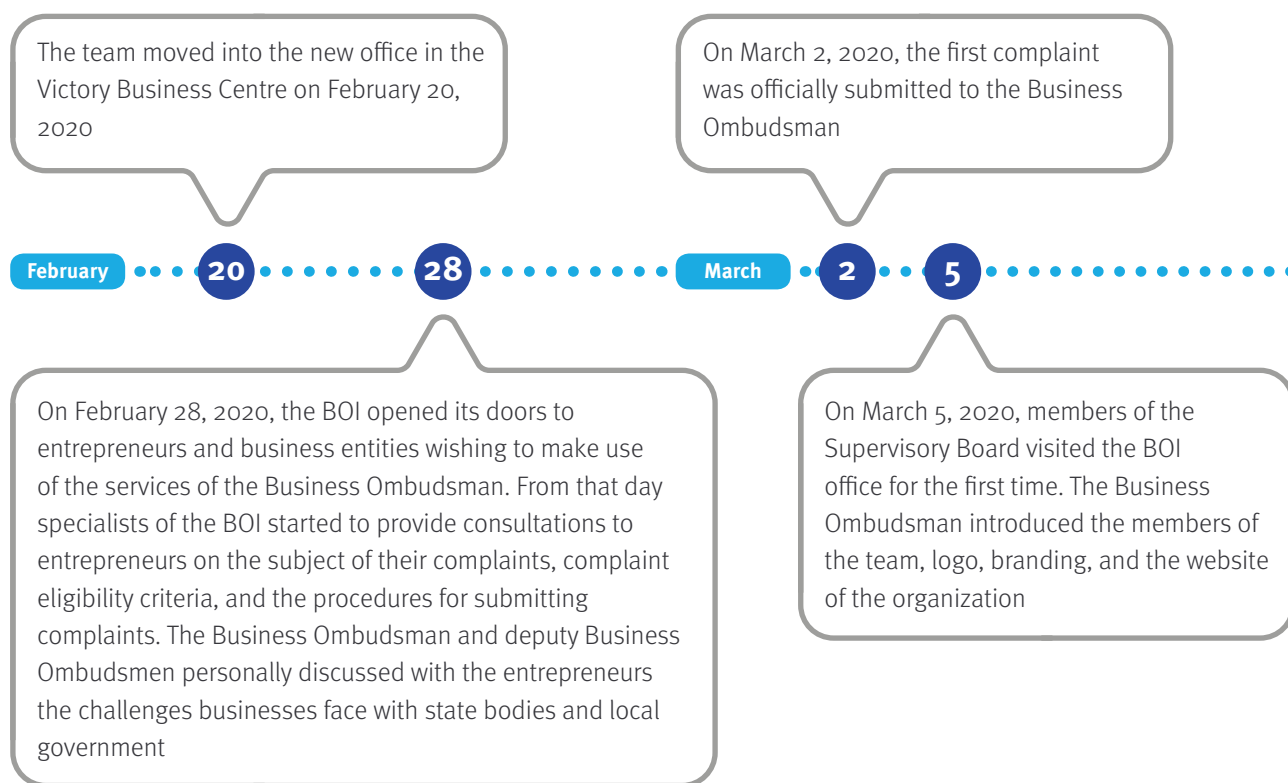 The team moved into the new office in the
Victory Business Centre on February 20,
2020
On March 2, 2020, the first complaint
was officially submitted to the Business
Ombudsman
February
20
28
March
2
5
On February 28, 2020, the BOI opened its doors to
entrepreneurs and business entities wishing to make use
of the services of the Business Ombudsman. From that day
specialists of the BOI started to provide consultations to
entrepreneurs on the subject of their complaints, complaint
eligibility criteria, and the procedures for submitting
complaints. The Business Ombudsman and deputy Business
Ombudsmen personally discussed with the entrepreneurs
the challenges businesses face with state bodies and local
government
On March 5, 2020, members of the
Supervisory Board visited the BOI
office for the first time. The Business
Ombudsman introduced the members of
the team, logo, branding, and the website
of the organization